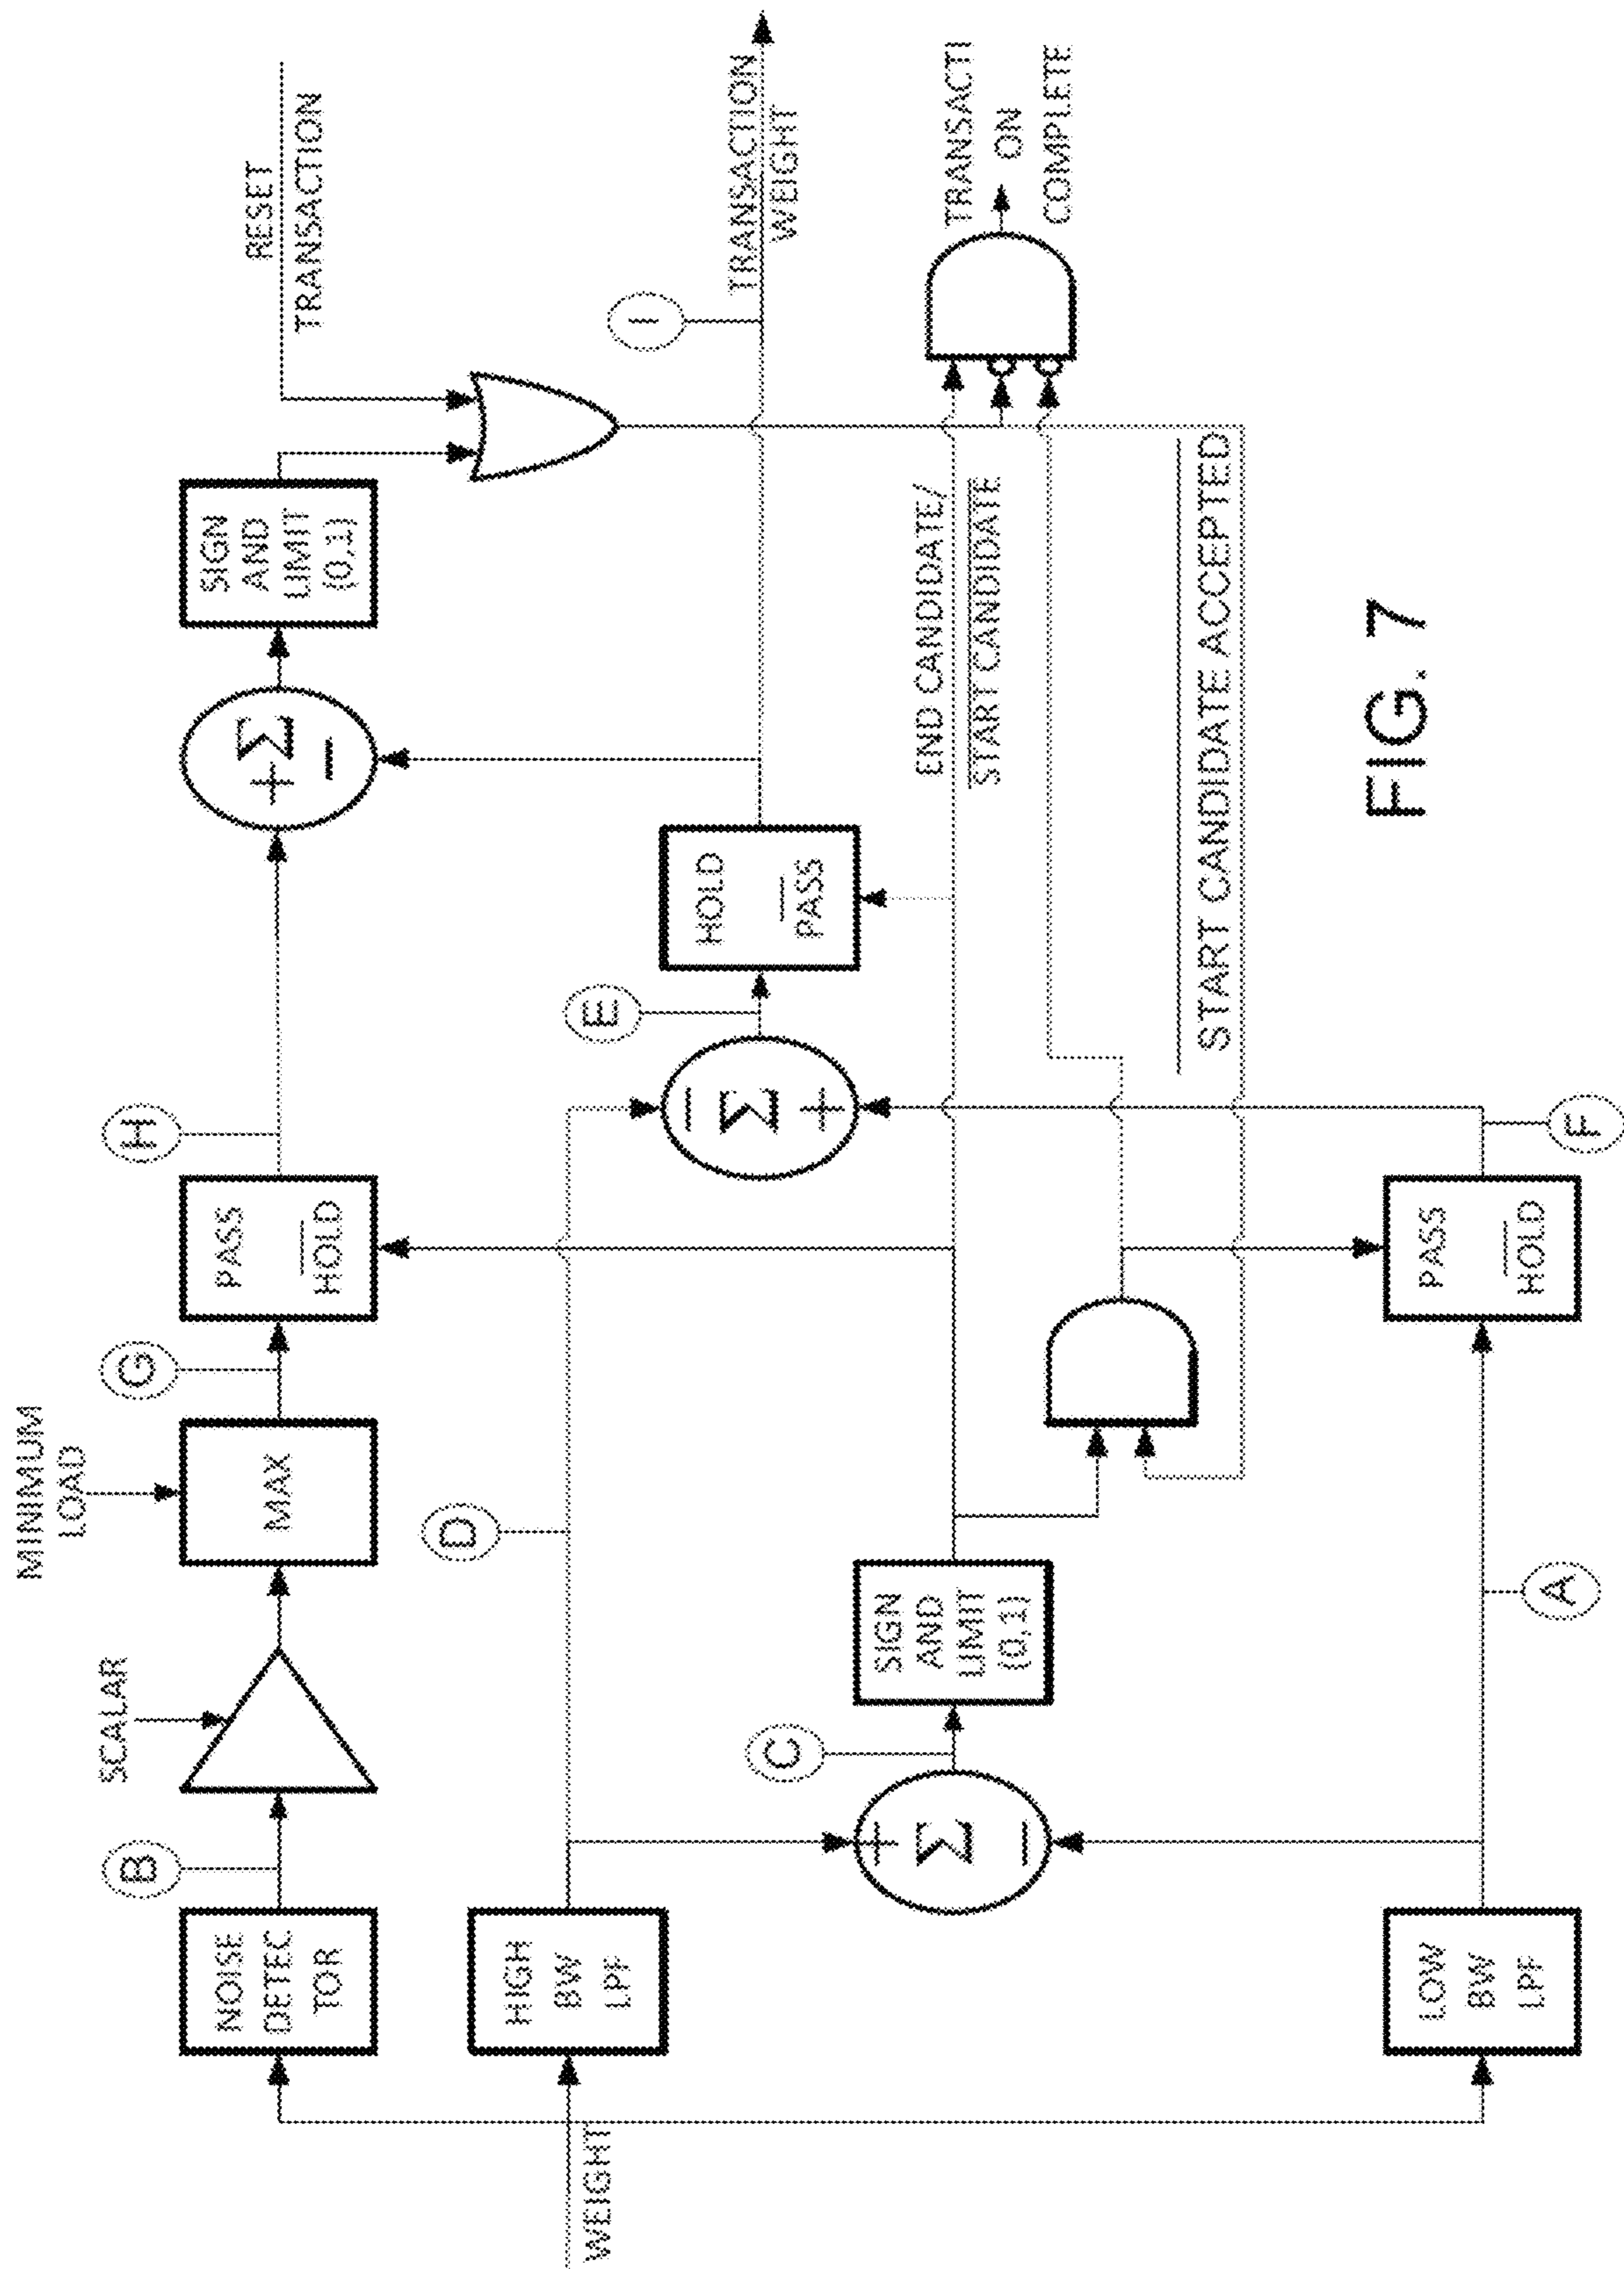 RESET
TRANSACTION
MINIMUM
LOAD
SCALAR
B
NOISE
DETEC
TOR
G
MAX
H
PASS
HOLD
+ Σ
−
SIGN
AND
LIMIT
(0,1)
I
TRANSACTION
WEIGHT
D
E
HIGH
BW
LPF
WEIGHT
−
Σ
+
HOLD
PASS
C
+
Σ
−
SIGN
AND
LIMIT
(0,1)
END CANDIDATE/
START CANDIDATE
TRANSACTI
ON
COMPLETE
START CANDIDATE ACCEPTED
LOW
BW
LPF
A
PASS
HOLD
F
FIG. 7